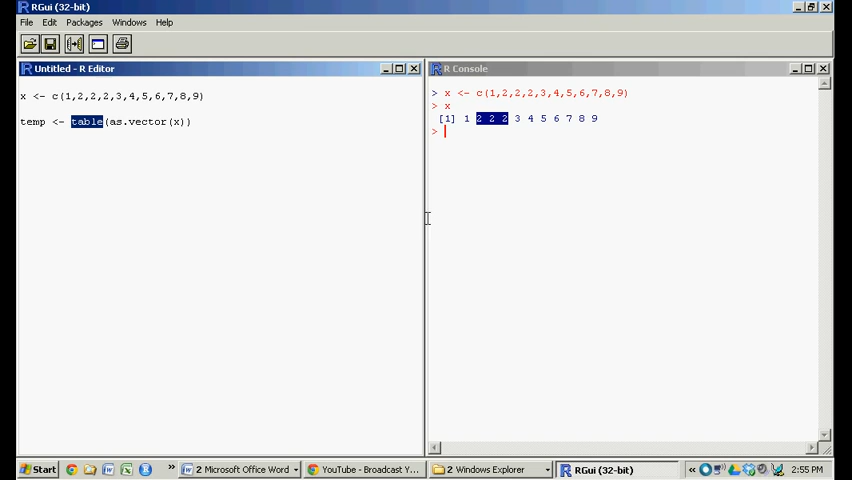 RGui (32-bit)
File Edit Packages Windows Help
Untitled - R Editor
x <- c(1,2,2,2,3,4,5,6,7,8,9)
temp <- table(as.vector(x))
R Console
> x <- c(1,2,2,2,3,4,5,6,7,8,9)
> x
[1] 1 2 2 2 3 4 5 6 7 8 9
>
Start
2 Microsoft Office Word
YouTube - Broadcast Y...
2 Windows Explorer
RGui (32-bit)
2:55 PM